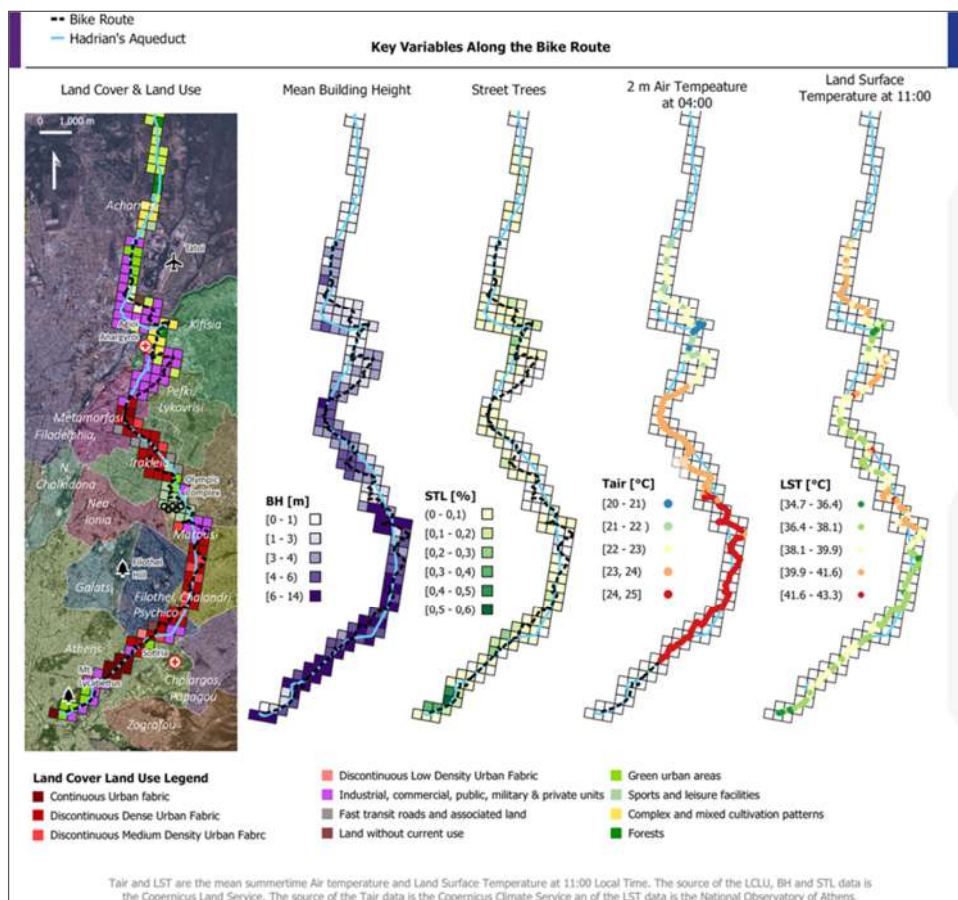 Bike Route
Hadrian's Aqueduct
Key Variables Along the Bike Route
Land Cover & Land Use
Mean Building Height
Street Trees
2 m Air Tempeature
at 04:00
Land Surface
Temperature at 11:00
0 1,000 m
Acharnes
Tatoi
Kifisia
Agioi
Anargyroi
Pefki,
Lykovrisi
Metamorfosi
Filadelphia,
N.
Chalkidona
Irakleio
Olympic
Complex
Nea
Ionia
Marousi
Filothei
Hill
Galatsi
Filothei,
Psychico
Chalandri
Athens
Sotiria
Mt.
Lycabettus
Cholargos,
Papagou
Zografou
BH [m]
[0 - 1)
[1 - 3)
[3 - 4)
[4 - 6)
[6 - 14)
STL [%]
(0 - 0,1)
[0,1 - 0,2)
[0,2 - 0,3)
[0,3 - 0,4)
[0,4 - 0,5)
[0,5 - 0,6)
Tair [°C]
[20 - 21)
[21 - 22 )
[22 - 23)
[23, 24)
[24, 25]
LST [°C]
[34.7 - 36.4)
[36.4 - 38.1)
[38.1 - 39.9)
[39.9 - 41.6)
[41.6 - 43.3)
Land Cover Land Use Legend
Continuous Urban fabric
Discontinuous Dense Urban Fabric
Discontinuous Medium Density Urban Fabrc
Discontinuous Low Density Urban Fabric
Industrial, commercial, public, military & private units
Fast transit roads and associated land
Land without current use
Green urban areas
Sports and leisure facilities
Complex and mixed cultivation patterns
Forests
Tair and LST are the mean summertime Air temperature and Land Surface Temperature at 11:00 Local Time. The source of the LCLU, BH and STL data is
the Copernicus Land Service. The source of the Tair data is the Copernicus Climate Service an of the LST data is the National Observatory of Athens.